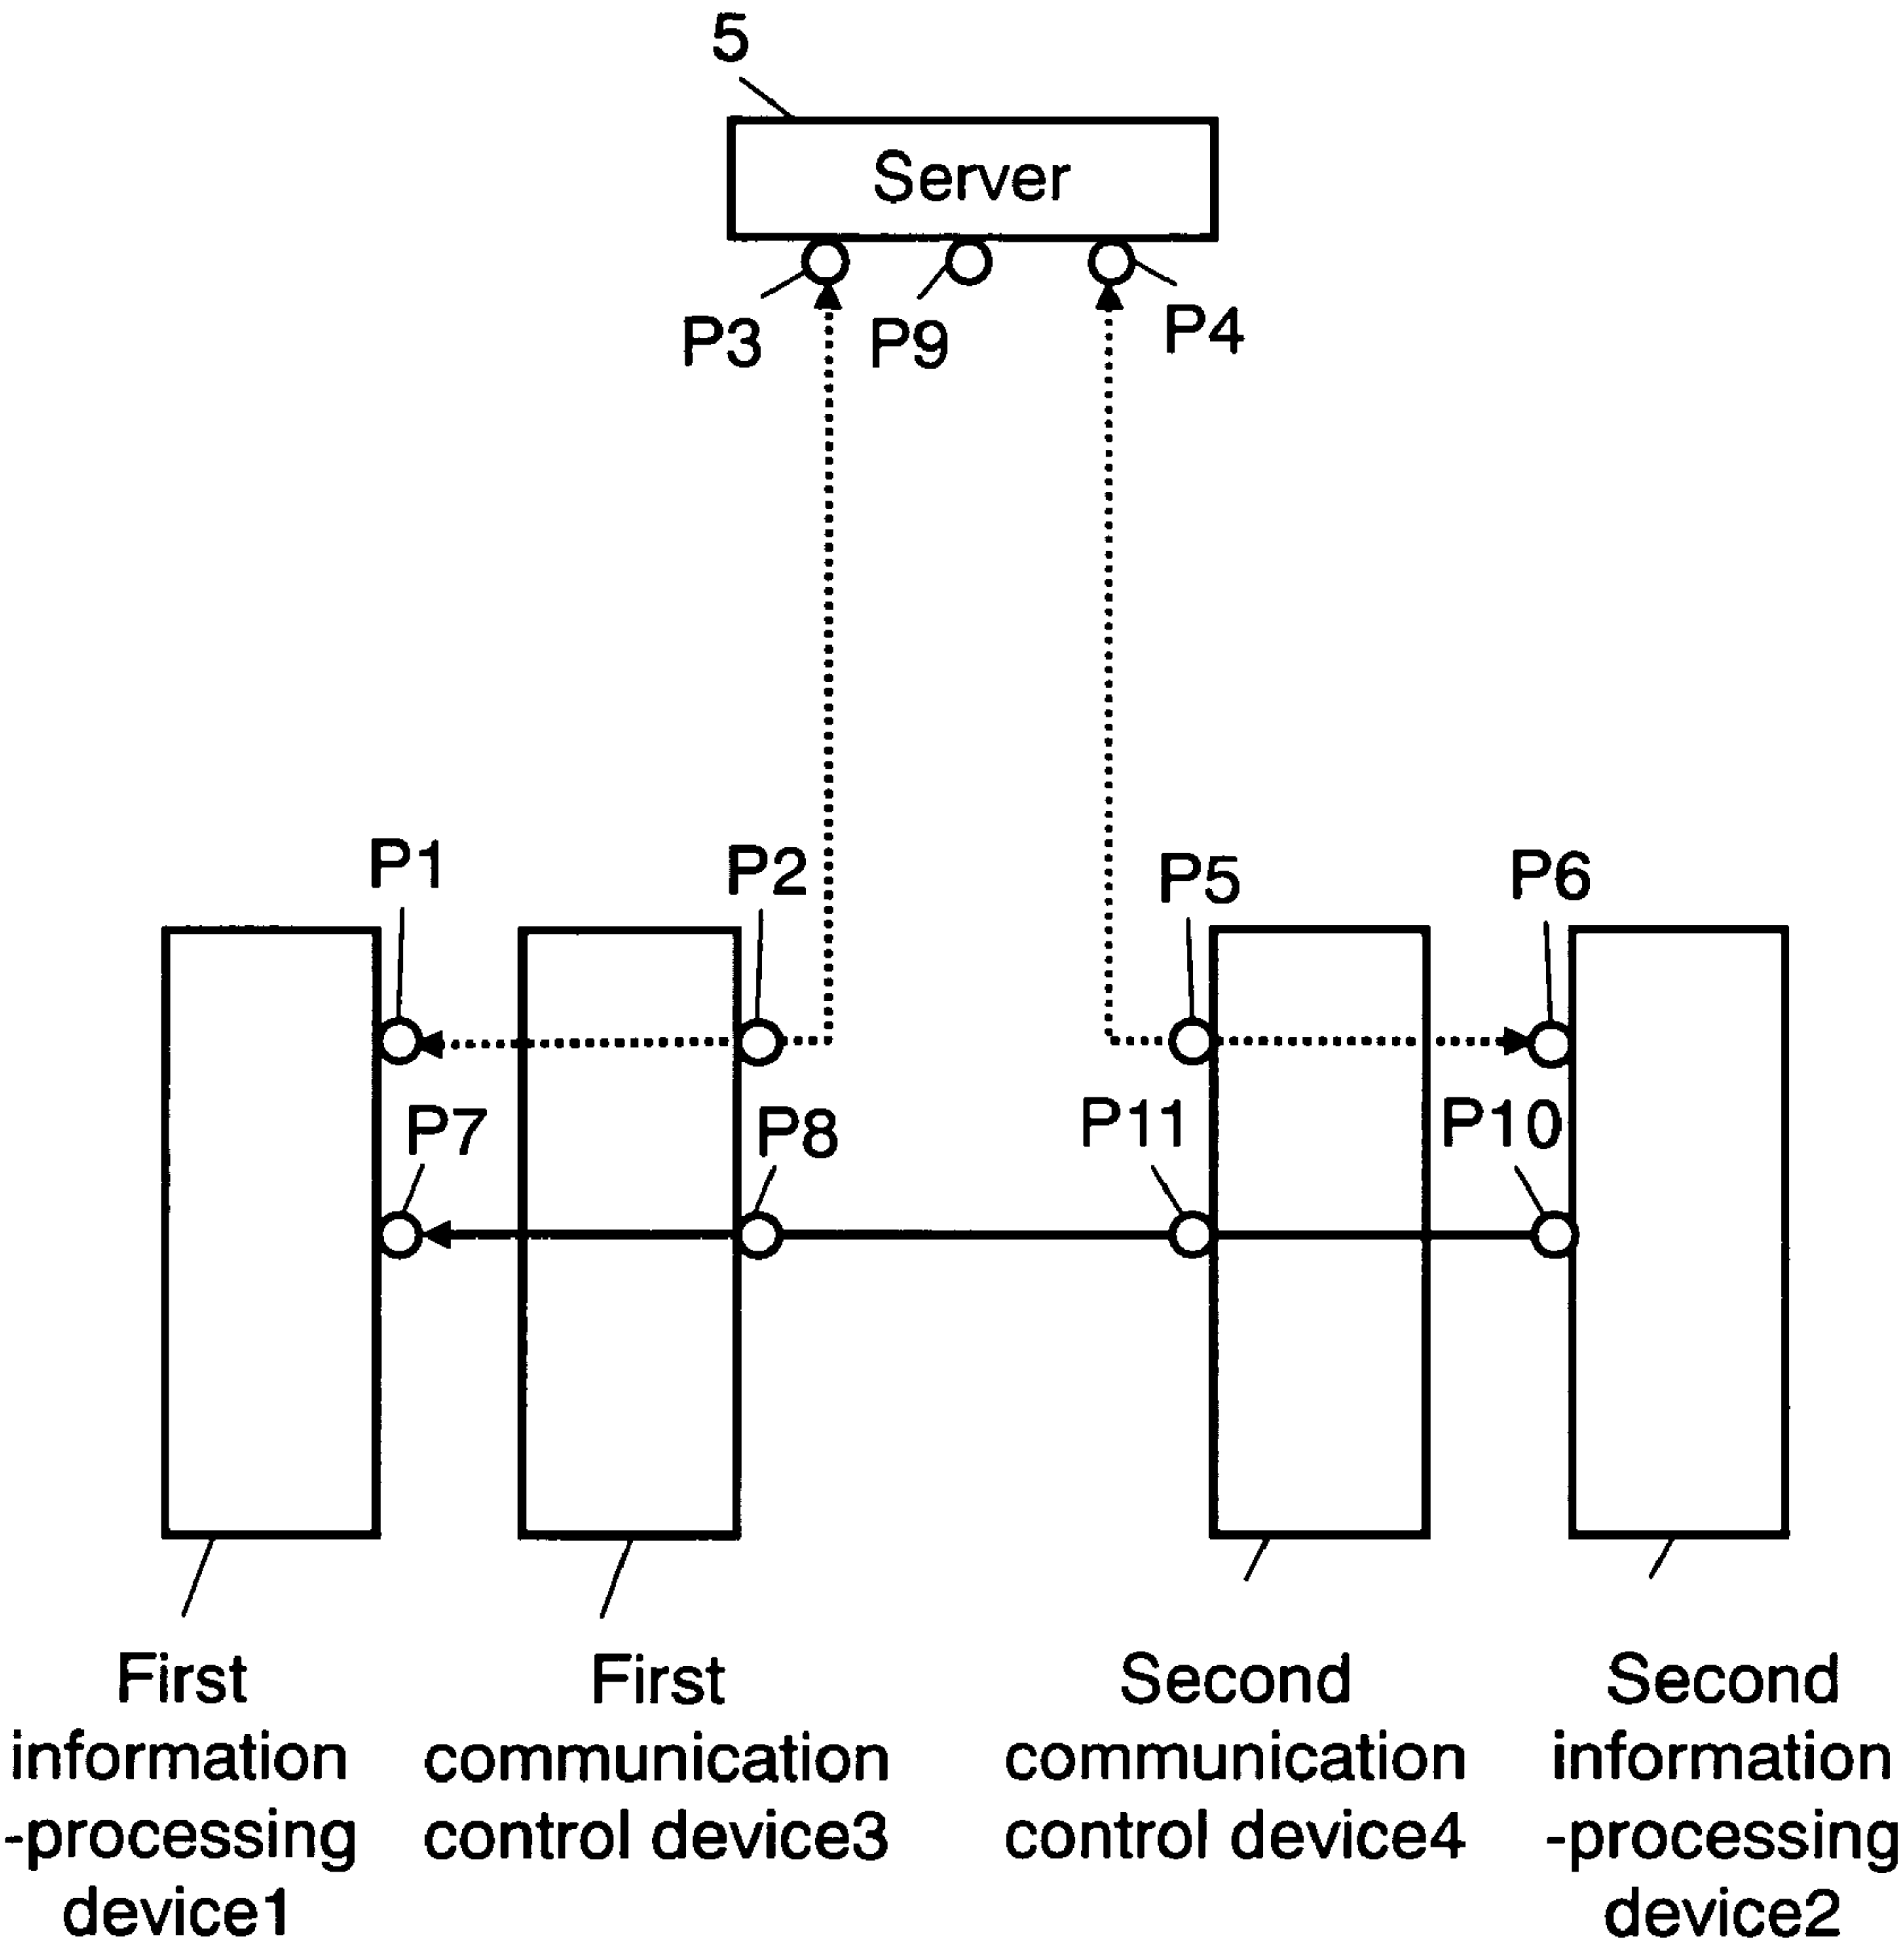 5
Server
P3
P9
P4
P1
P2
P5
P6
P7
P8
P11
P10
First
information
-processing
device1
First
communication
control device3
Second
communication
control device4
Second
information
-processing
device2